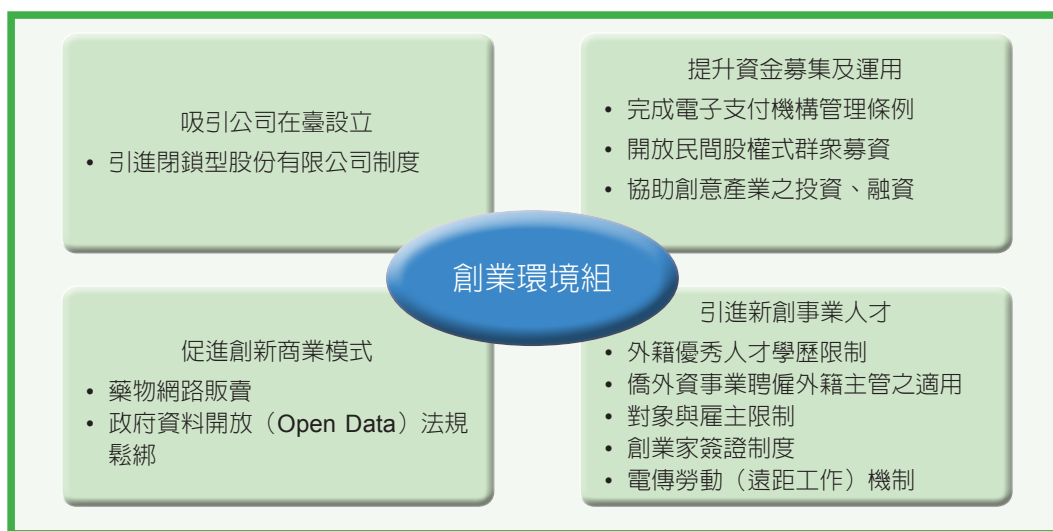 吸引公司在臺設立
• 引進閉鎖型股份有限公司制度
提升資金募集及運用
• 完成電子支付機構管理條例
• 開放民間股權式群眾募資
• 協助創意產業之投資、融資
創業環境組
促進創新商業模式
• 藥物網路販賣
• 政府資料開放（Open Data）法規
鬆綁
引進新創事業人才
• 外籍優秀人才學歷限制
• 僑外資事業聘僱外籍主管之適用
• 對象與雇主限制
• 創業家簽證制度
• 電傳勞動（遠距工作）機制